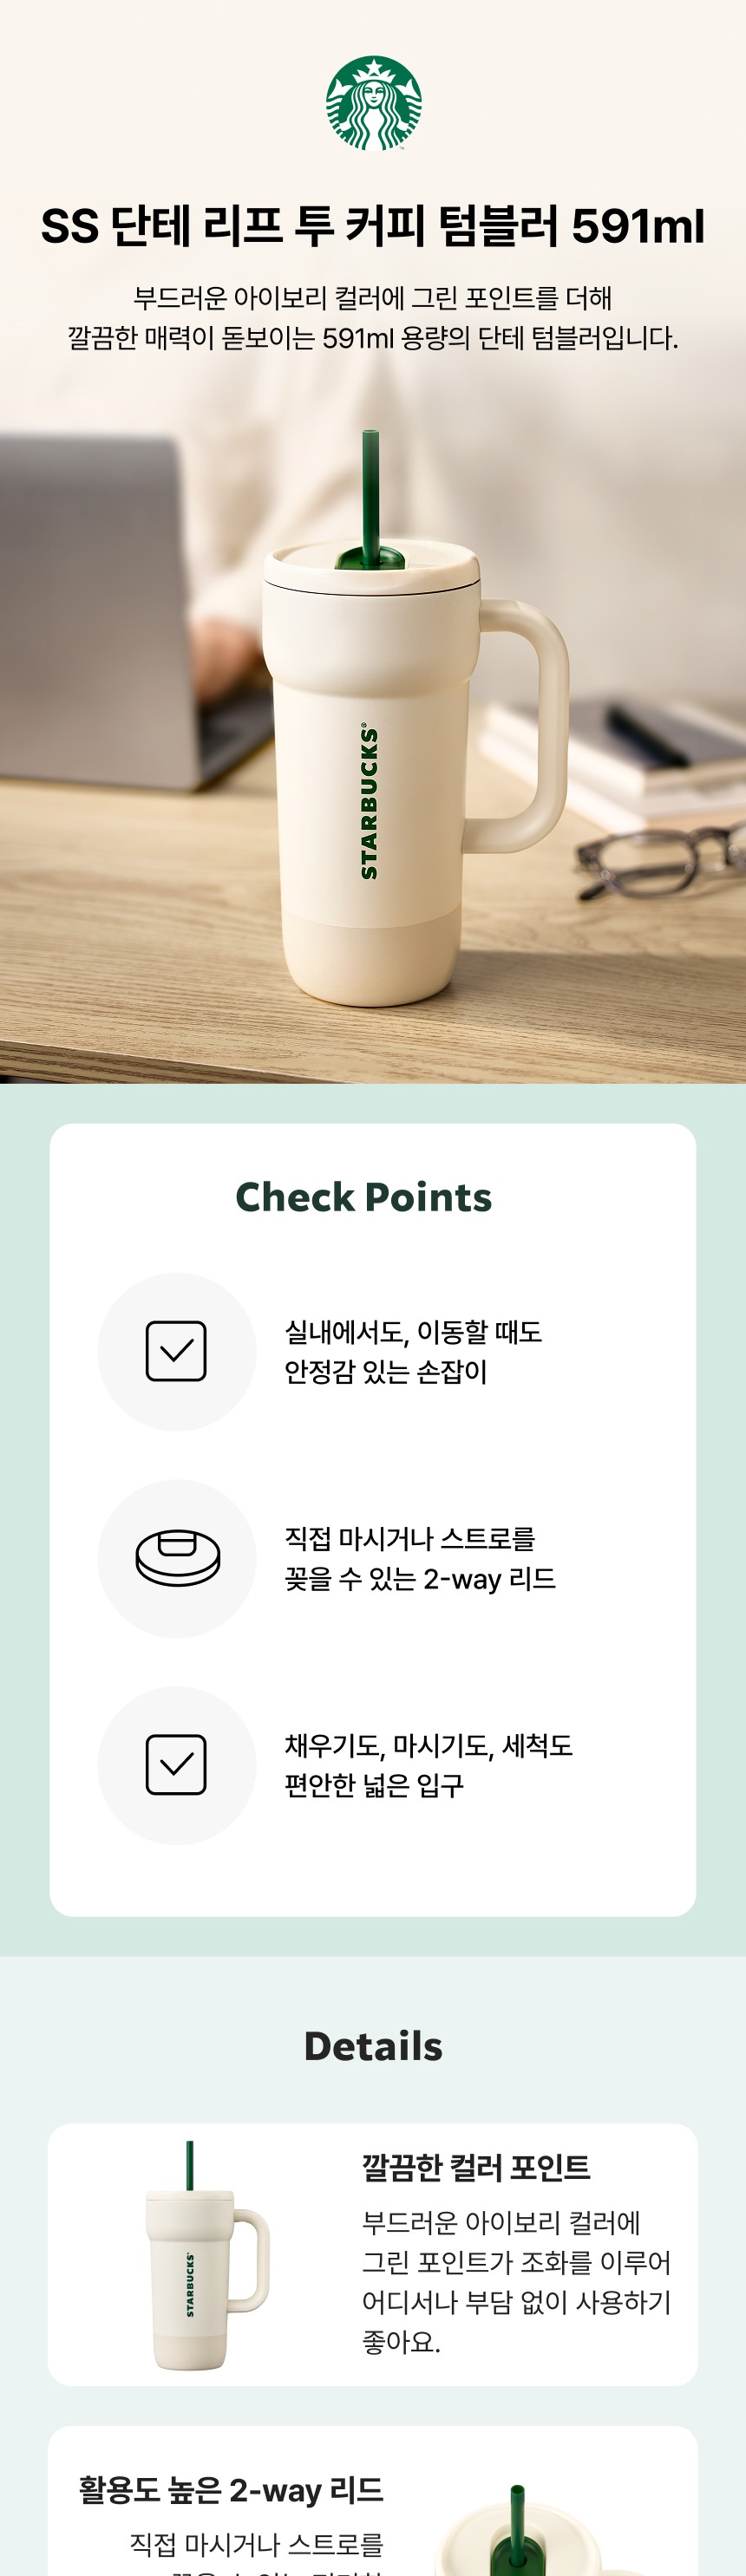 SS 단테 리프 투 커피 텀블러 591ml
부드러운 아이보리 컬러에 그린 포인트를 더해
깔끔한 매력이 돋보이는 591ml 용량의 단테 텀블러입니다.
STARBUCKS®
Check Points
실내에서도, 이동할 때도
안정감 있는 손잡이
직접 마시거나 스트로를
꽂을 수 있는 2-way 리드
채우기도, 마시기도, 세척도
편안한 넓은 입구
Details
STARBUCKS
깔끔한 컬러 포인트
부드러운 아이보리 컬러에
그린 포인트가 조화를 이루어
어디서나 부담 없이 사용하기
좋아요.
활용도 높은 2-way 리드
직접 마시거나 스트로를